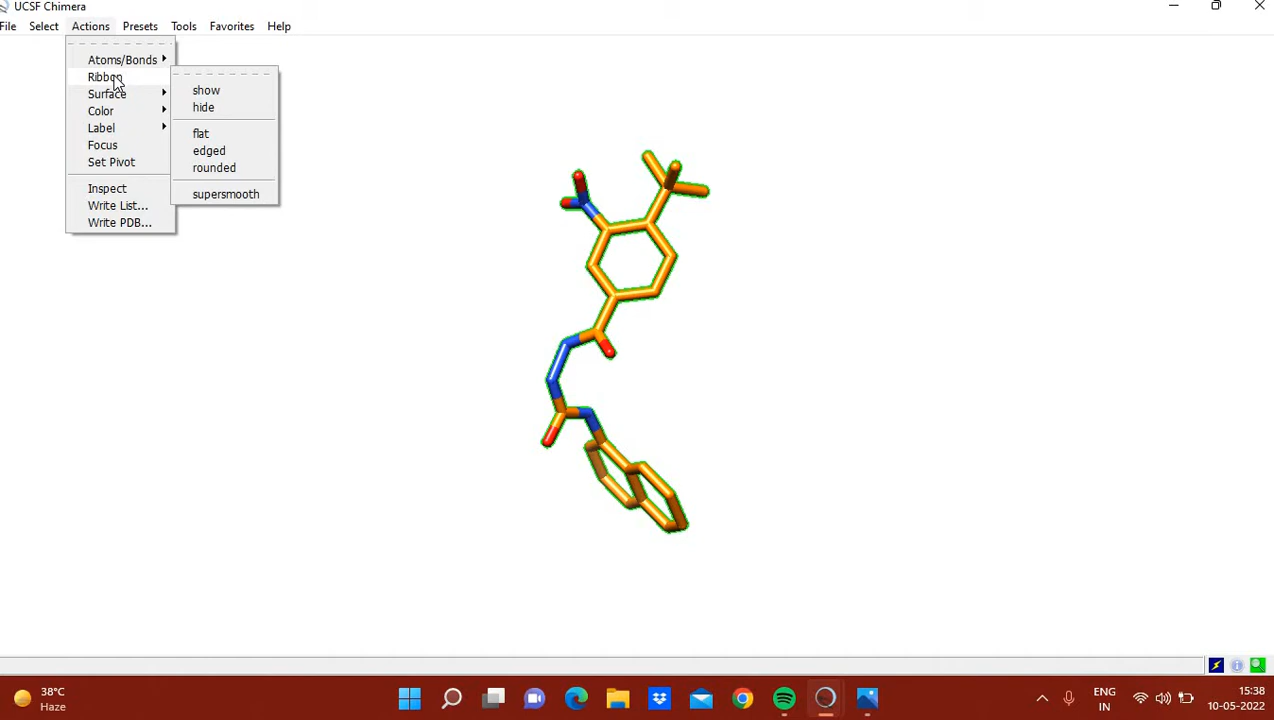 UCSF Chimera
File Select Actions Presets Tools Favorites Help
Atoms/Bonds
Ribbon
Surface
Color
Label
Focus
Set Pivot
Inspect
Write List...
Write PDB...
show
hide
flat
edged
rounded
supersmooth
38°C
Haze
ENG
IN
15:38
10-05-2022